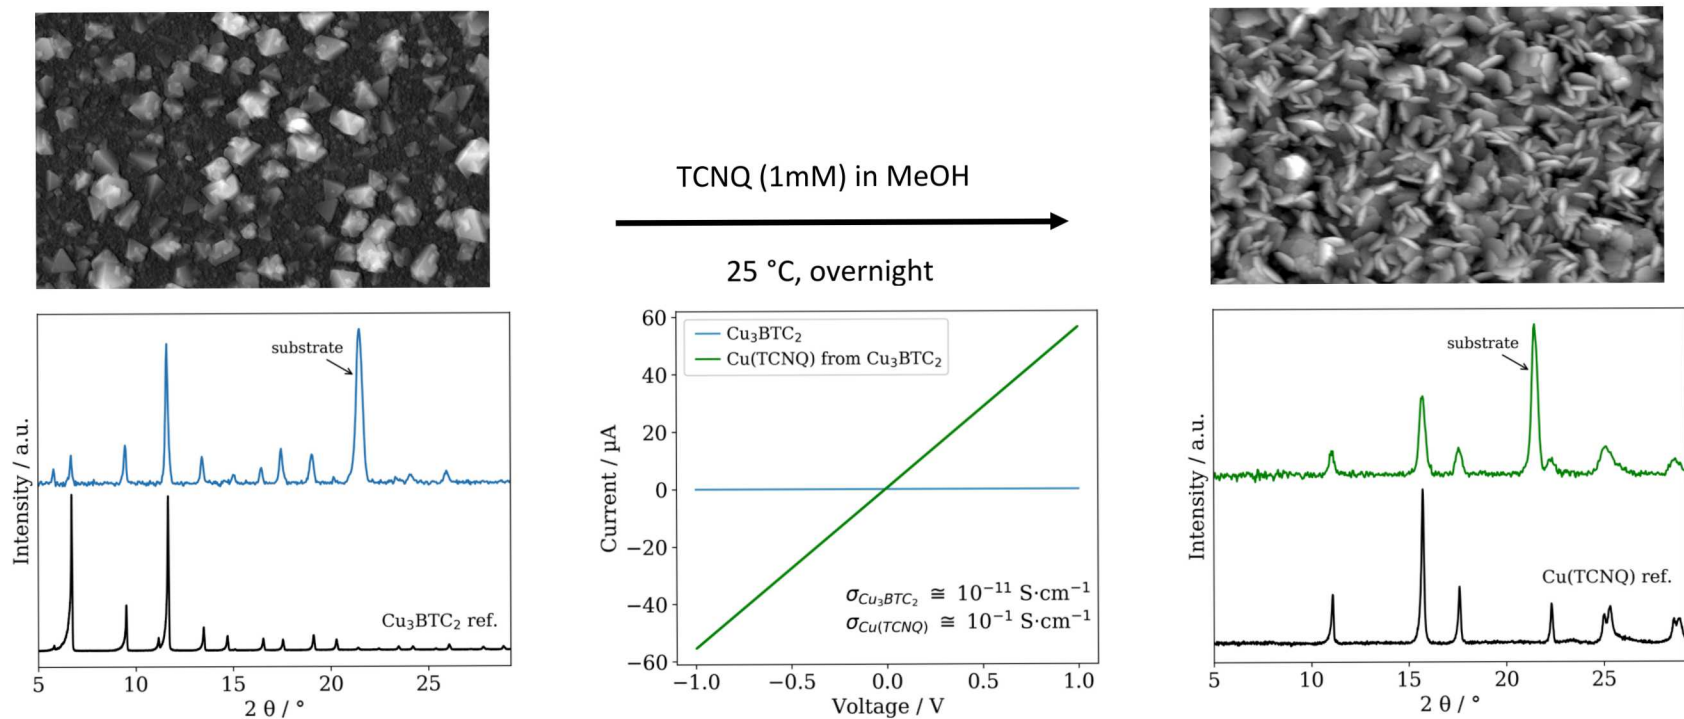 TCNQ (1mM) in MeOH
25 °C, overnight
substrate
Cu₃BTC₂ ref.
Intensity / a.u.
5 10 15 20 25
2 θ / °
Cu₃BTC₂
Cu(TCNQ) from Cu₃BTC₂
60
40
20
0
−20
−40
−60
Current / µA
σCu₃BTC₂ ≅ 10⁻¹¹ S·cm⁻¹
σCu(TCNQ) ≅ 10⁻¹ S·cm⁻¹
−1.0 −0.5 0.0 0.5 1.0
Voltage / V
substrate
Cu(TCNQ) ref.
Intensity / a.u.
5 10 15 20 25
2 θ / °